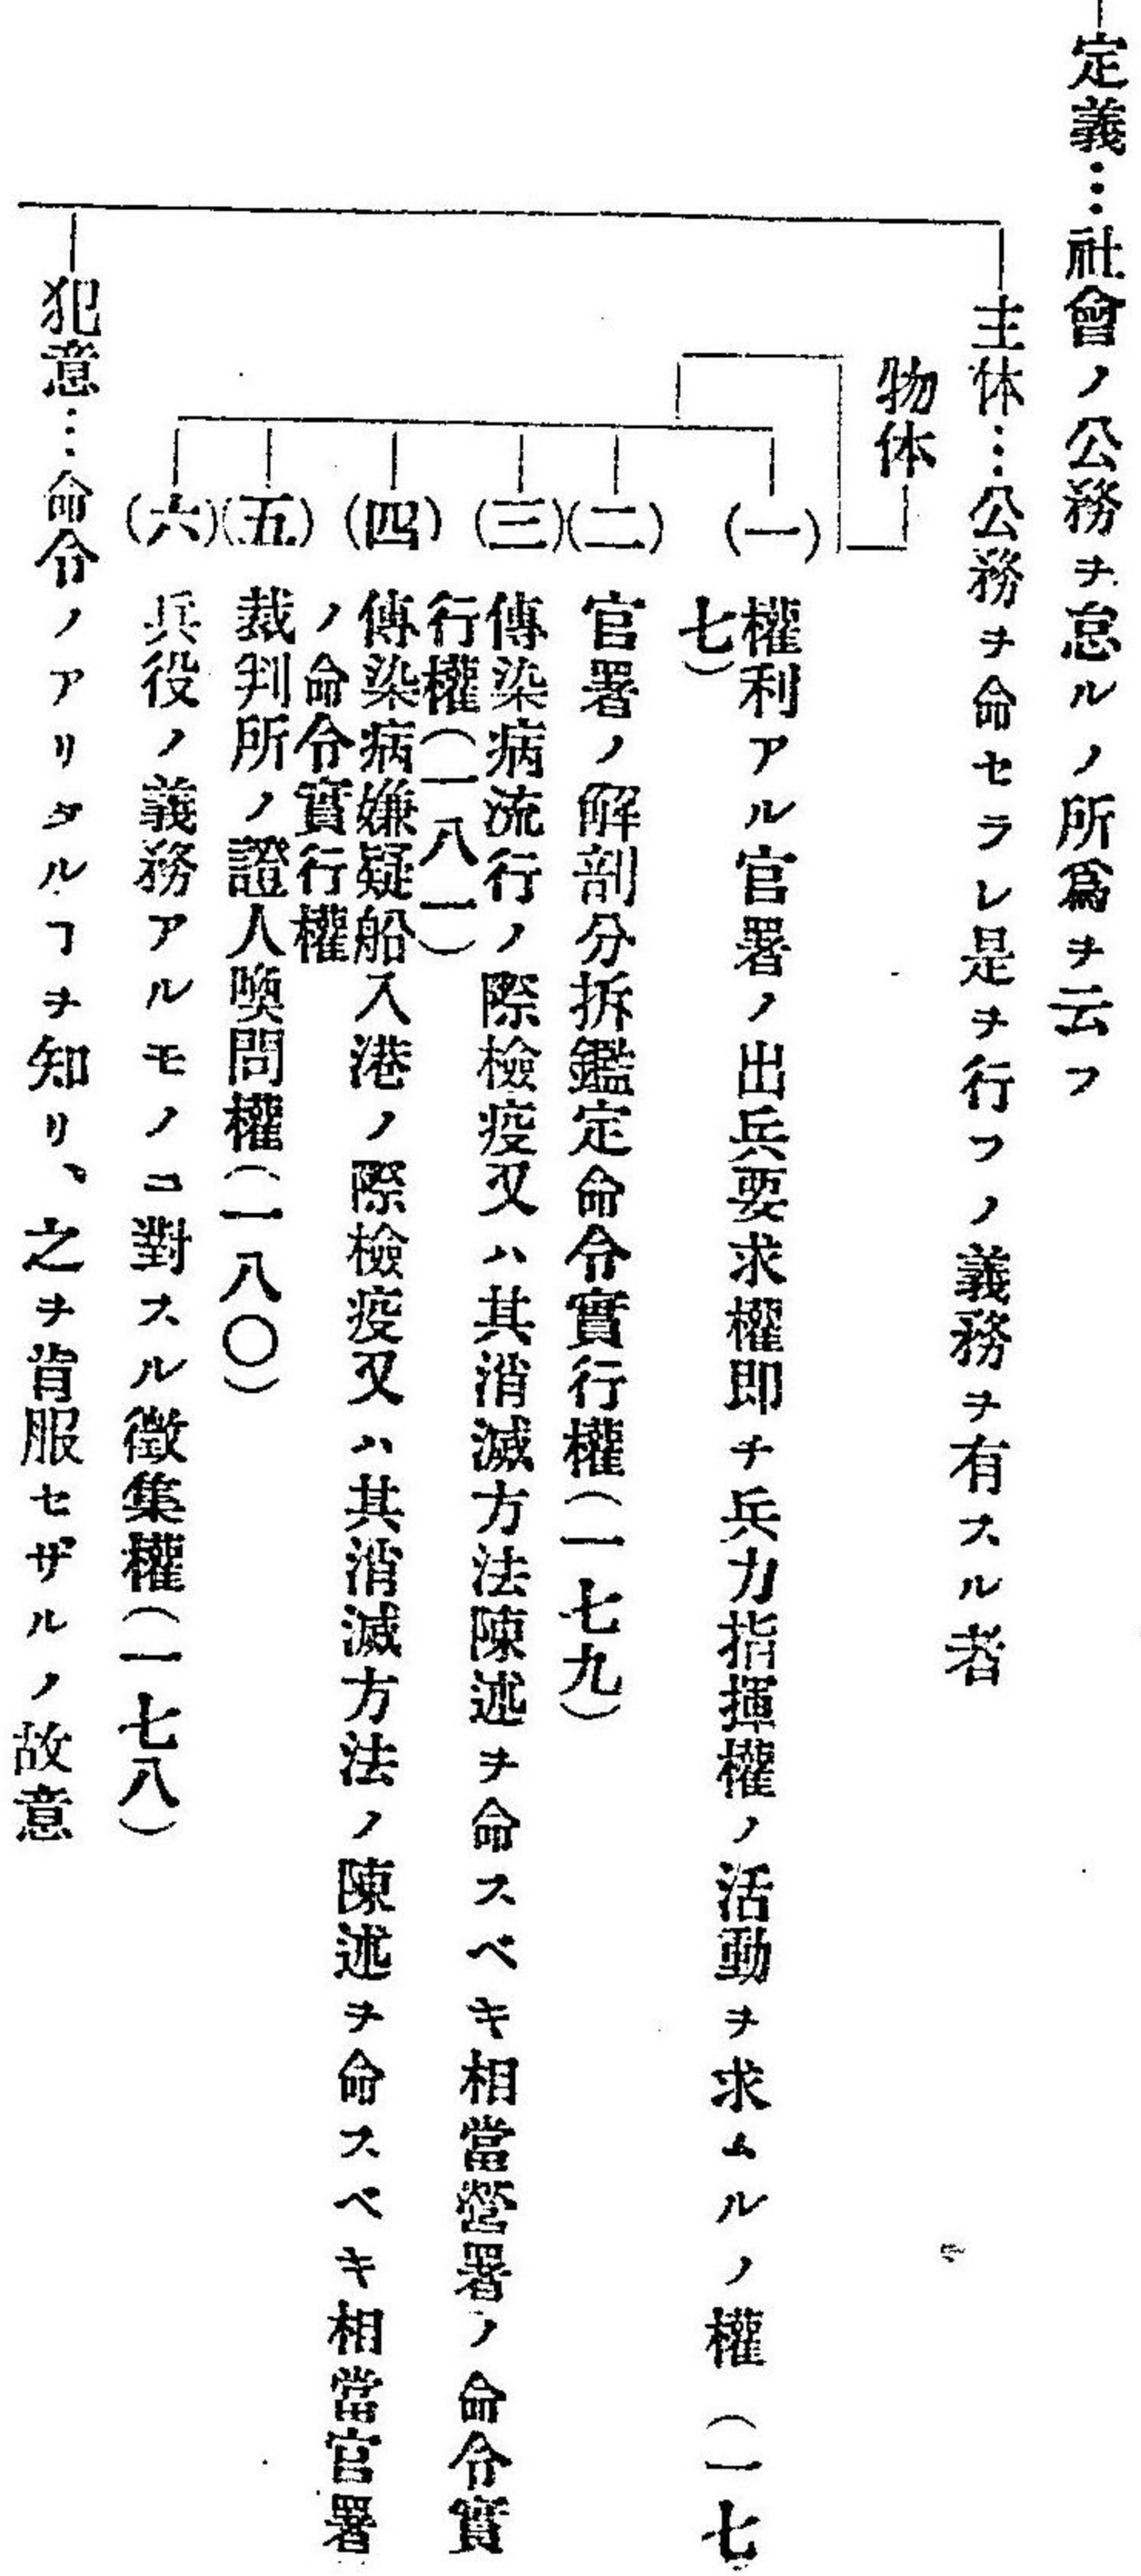 定義…社會ノ公務ヲ怠ルノ所爲ヲ云フ
主体…公務ヲ命セラレ是ヲ行フノ義務ヲ有スル者
物体
(一)權利アル官署ノ出兵要求權即チ兵力指揮權ノ活動ヲ求ムルノ權(一七
七)
(二)官署ノ解剖分拆鑑定命令實行權(一七九)
(三)傳染病流行ノ際檢疫又ハ其消滅方法陳述ヲ命スベキ相當營署ノ命令實
行權(一八一)
(四)傳染病嫌疑船入港ノ際檢疫又ハ其消滅方法ノ陳述ヲ命スベキ相當官署
ノ命令實行權
(五)裁判所ノ證人喚問權(一八〇)
(六)兵役ノ義務アルモノニ對スル徵集權(一七八)
犯意…命令ノアリタルヿヲ知リ、之ヲ肯服セザルノ故意